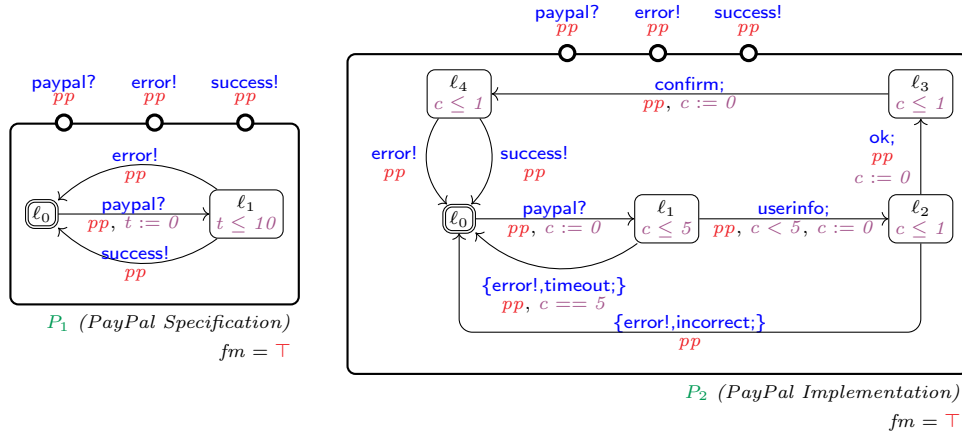 paypal? error! success!
pp pp pp
error!
pp
ℓ0
paypal?
pp, t := 0
ℓ1
t ≤ 10
success!
pp
P1 (PayPal Specification)
fm = ⊤
paypal? error! success!
pp pp pp
ℓ4
c ≤ 1
confirm;
pp, c := 0
ℓ3
c ≤ 1
error!
pp
success!
pp
ok;
pp
c := 0
ℓ0
paypal?
pp, c := 0
ℓ1
c ≤ 5
userinfo;
pp, c < 5, c := 0
ℓ2
c ≤ 1
{error!,timeout;}
pp, c == 5
{error!,incorrect;}
pp
P2 (PayPal Implementation)
fm = ⊤